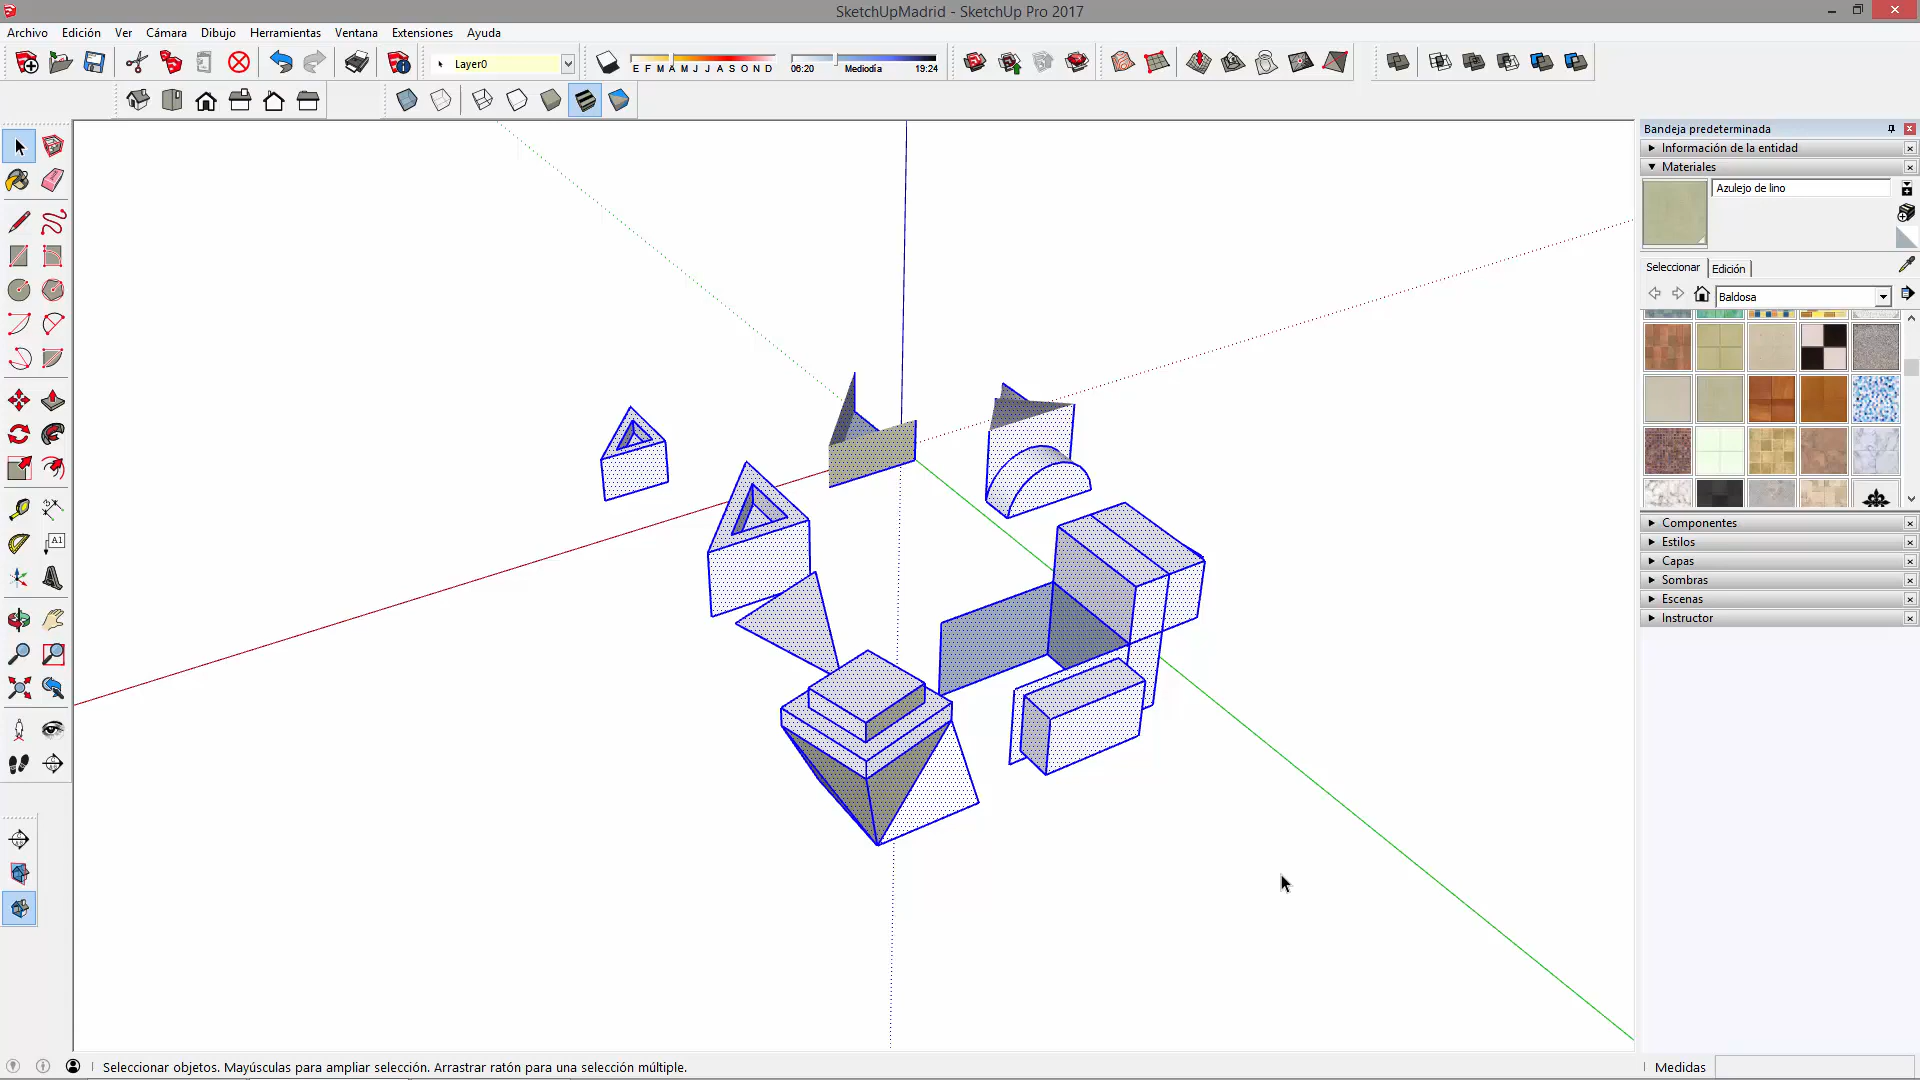 SketchUpMadrid - SketchUp Pro 2017
Archivo Edición Ver Cámara Dibujo Herramientas Ventana Extensiones Ayuda
Layer0
E F M A M J J A S O N D
06:20 Mediodía 19:24
Bandeja predeterminada
Información de la entidad
Materiales
Azulejo de lino
Seleccionar Edición
Baldosa
A1
Componentes
Estilos
Capas
Sombras
Escenas
Instructor
Seleccionar objetos. Mayúsculas para ampliar selección. Arrastrar ratón para una selección múltiple.
Medidas